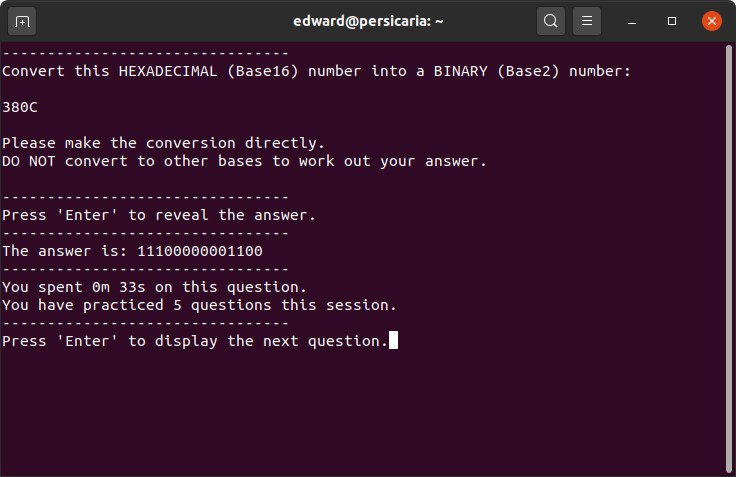 edward@persicaria: ~
--------------------------------
Convert this HEXADECIMAL (Base16) number into a BINARY (Base2) number:
380C
Please make the conversion directly.
DO NOT convert to other bases to work out your answer.
--------------------------------
Press 'Enter' to reveal the answer.
--------------------------------
The answer is: 11100000001100
--------------------------------
You spent 0m 33s on this question.
You have practiced 5 questions this session.
--------------------------------
Press 'Enter' to display the next question.